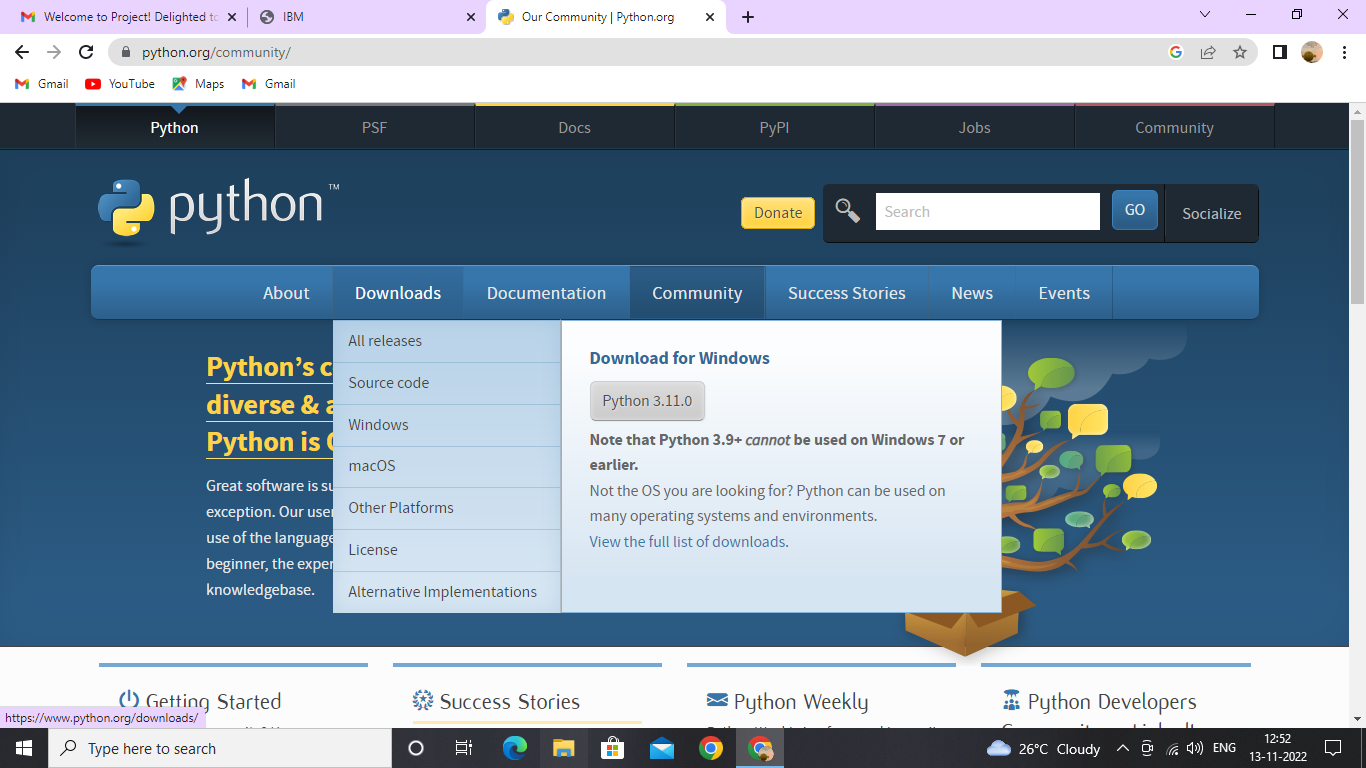 Welcome to Project! Delighted to
IBM
Our Community | Python.org
python.org/community/
Gmail
YouTube
Maps
Gmail
Python
PSF
Docs
PyPI
Jobs
Community
python™
Donate
Search
GO
Socialize
About
Downloads
Documentation
Community
Success Stories
News
Events
All releases
Source code
Windows
macOS
Other Platforms
License
Alternative Implementations
Download for Windows
Python 3.11.0
Note that Python 3.9+ cannot be used on Windows 7 or
earlier.
Not the OS you are looking for? Python can be used on
many operating systems and environments.
View the full list of downloads.
Python's c
diverse &
Python is
Great software is su
exception. Our user
use of the language
beginner, the exper
knowledgebase.
Getting Started
Success Stories
Python Weekly
Python Developers
https://www.python.org/downloads/
Type here to search
26°C Cloudy
ENG
12:52
13-11-2022